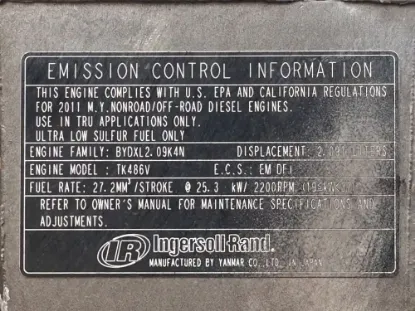 EMISSION CONTROL INFORMATION
THIS ENGINE COMPLIES WITH U.S. EPA AND CALIFORNIA REGULATIONS
FOR 2011 M.Y.NONROAD/OFF-ROAD DIESEL ENGINES.
USE IN TRU APPLICATIONS ONLY.
ULTRA LOW SULFUR FUEL ONLY
ENGINE FAMILY: BYDXL2.09K4N DISPLACEMENT:
ENGINE MODEL: TK486V E.C.S.: EM DFI
FUEL RATE: 27.2MM³/STROKE @ 25.3 kW/ 2200RPM
REFER TO OWNER'S MANUAL FOR MAINTENANCE SPECIFICATIONS AND
ADJUSTMENTS.
IR Ingersoll-Rand.
MANUFACTURED BY YANMAR CO.,LTD., IN JAPAN